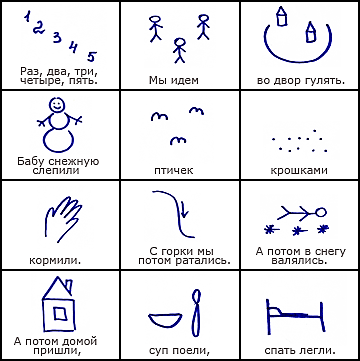 1 2 3 4 5
Раз, два, три,
четыре, пять.
Мы идем
во двор гулять.
Бабу снежную
слепили
птичек
крошками
кормили.
С горки мы
потом ратались.
А потом в снегу
валялись.
А потом домой
пришли,
суп поели,
спать легли.